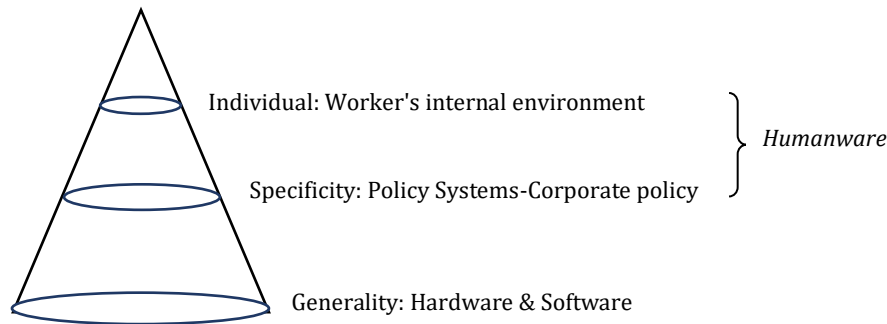 Individual: Worker's internal environment
Humanware
Specificity: Policy Systems-Corporate policy
Generality: Hardware & Software